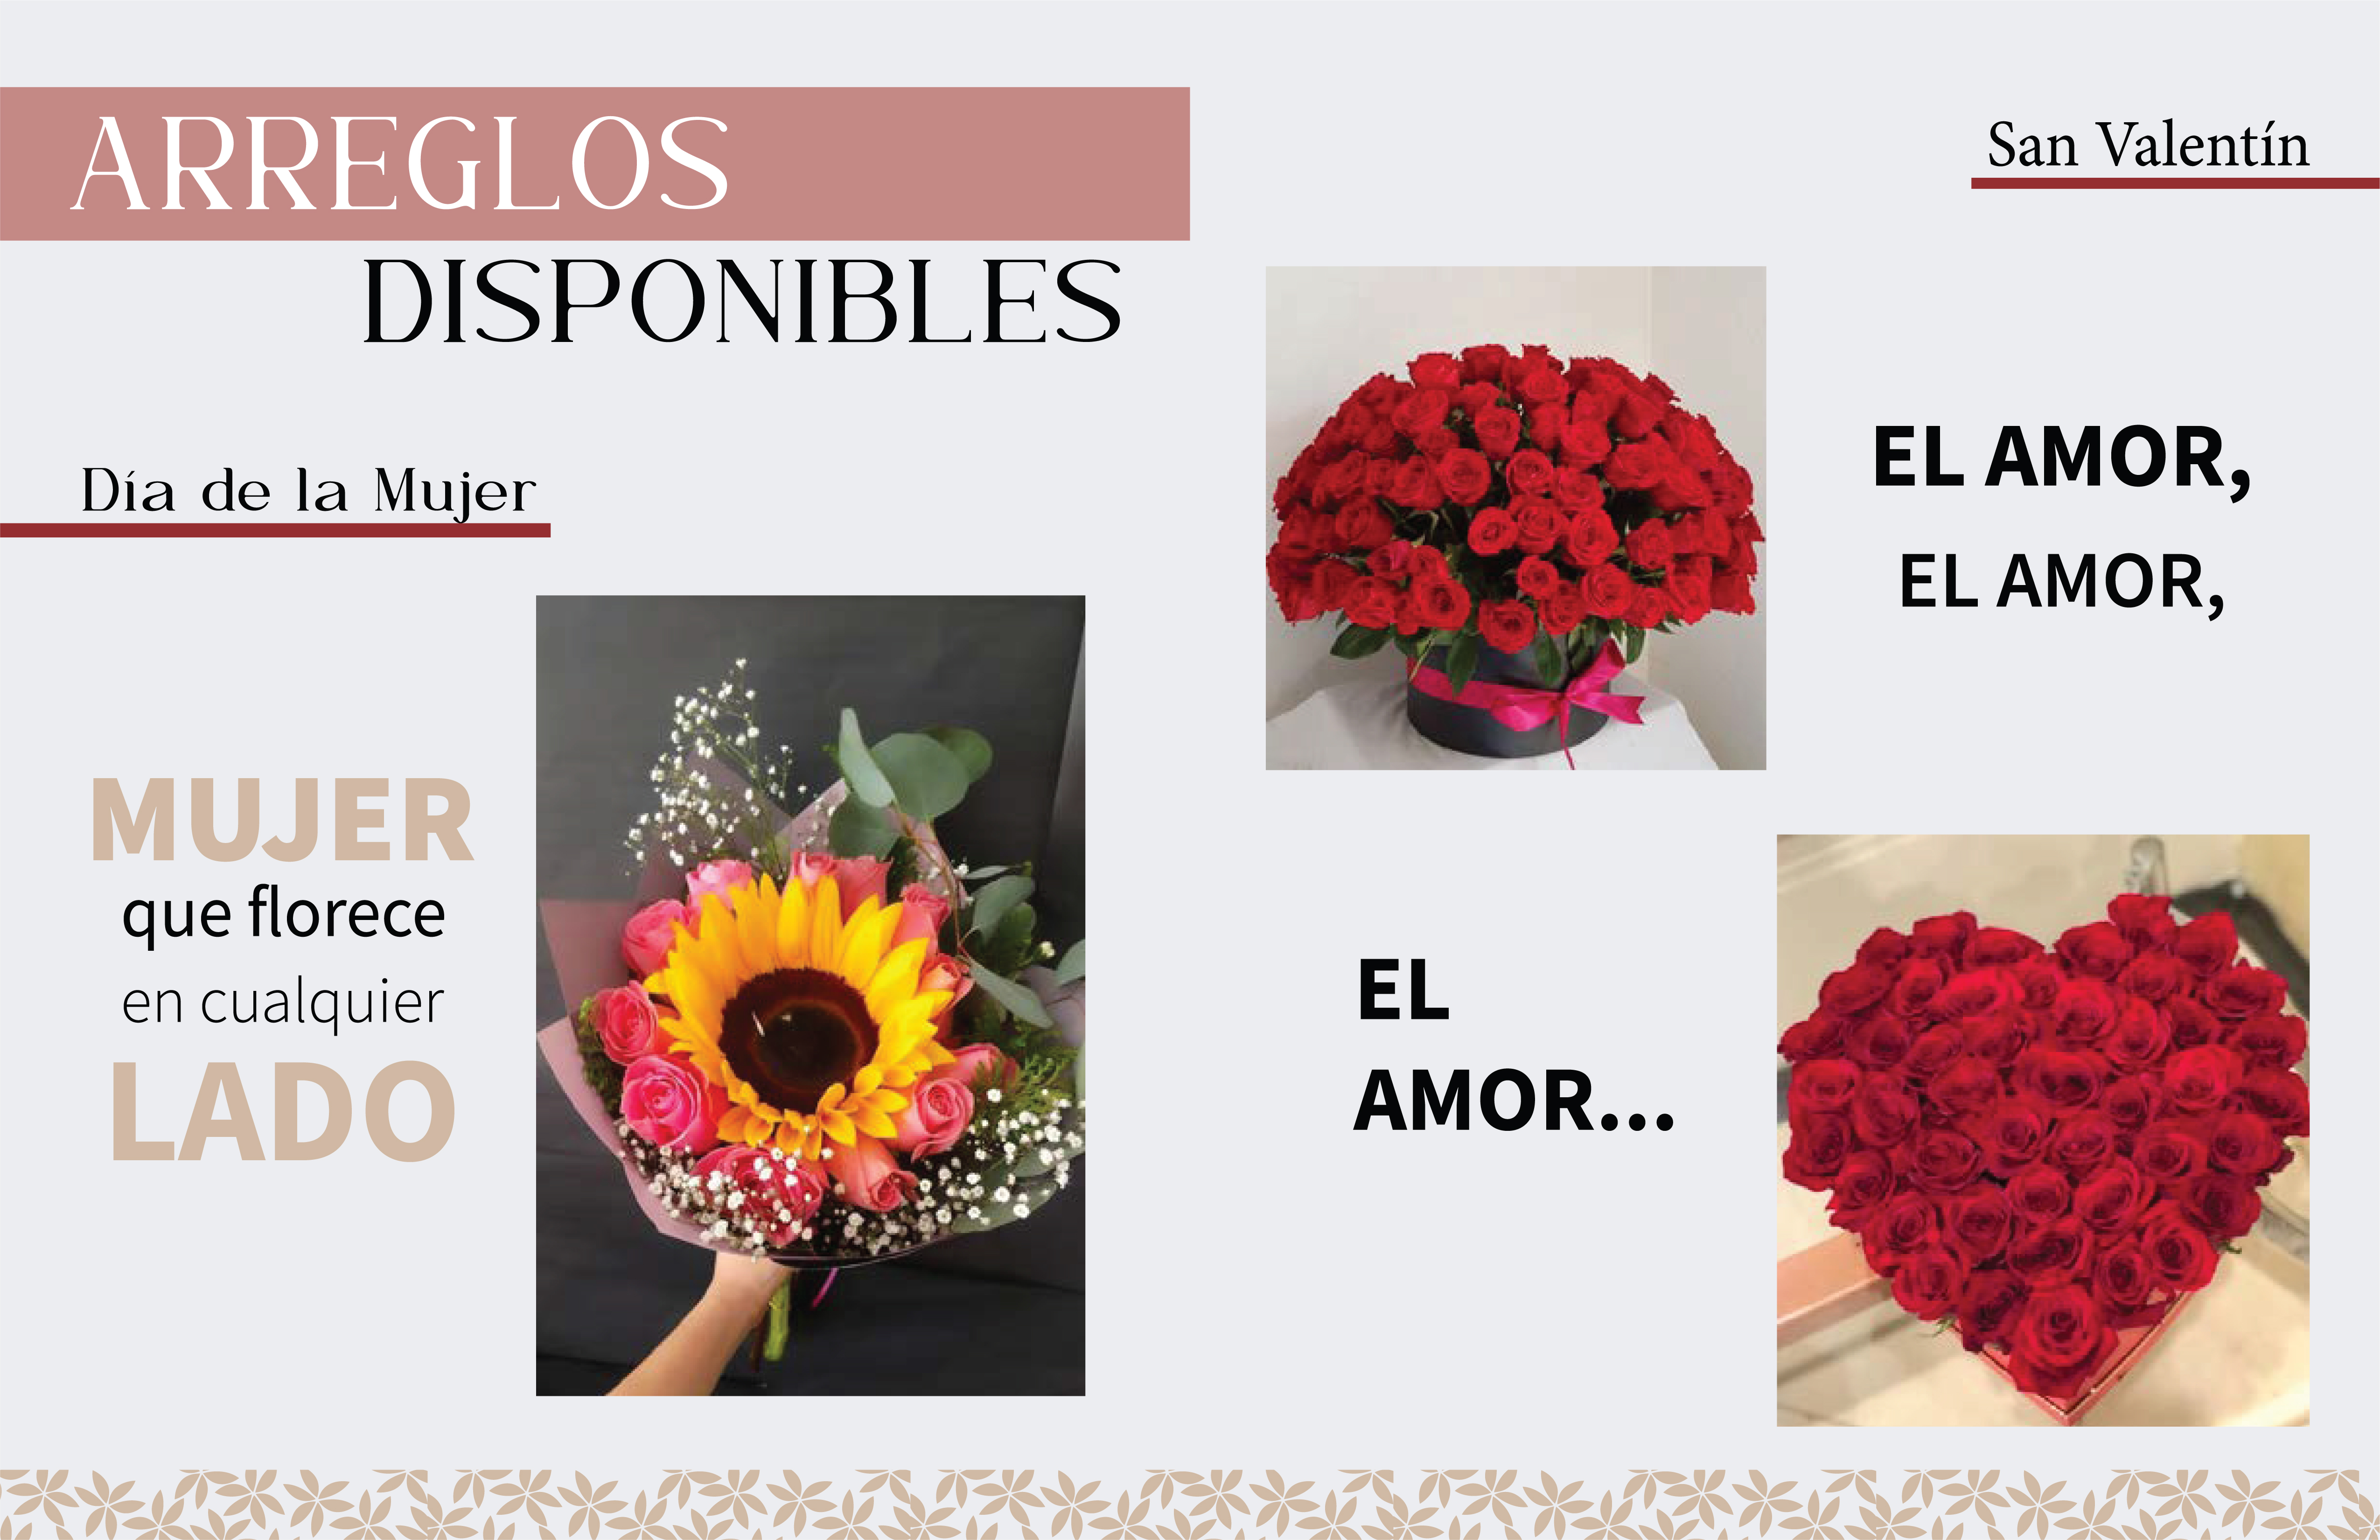 ARREGLOS
DISPONIBLES
Día de la Mujer
MUJER
que florece
en cualquier
LADO
San Valentín
EL AMOR,
EL AMOR,
EL
AMOR...